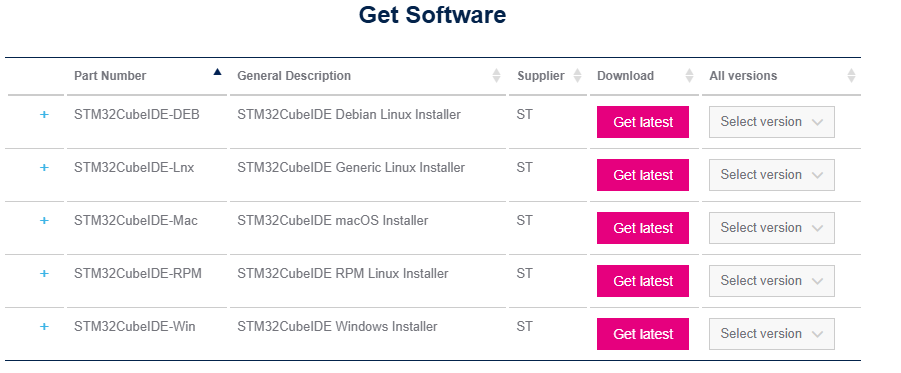 Get Software
Part Number General Description Supplier Download All versions
+ STM32CubeIDE-DEB STM32CubeIDE Debian Linux Installer ST Get latest Select version
+ STM32CubeIDE-Lnx STM32CubeIDE Generic Linux Installer ST Get latest Select version
+ STM32CubeIDE-Mac STM32CubeIDE macOS Installer ST Get latest Select version
+ STM32CubeIDE-RPM STM32CubeIDE RPM Linux Installer ST Get latest Select version
+ STM32CubeIDE-Win STM32CubeIDE Windows Installer ST Get latest Select version